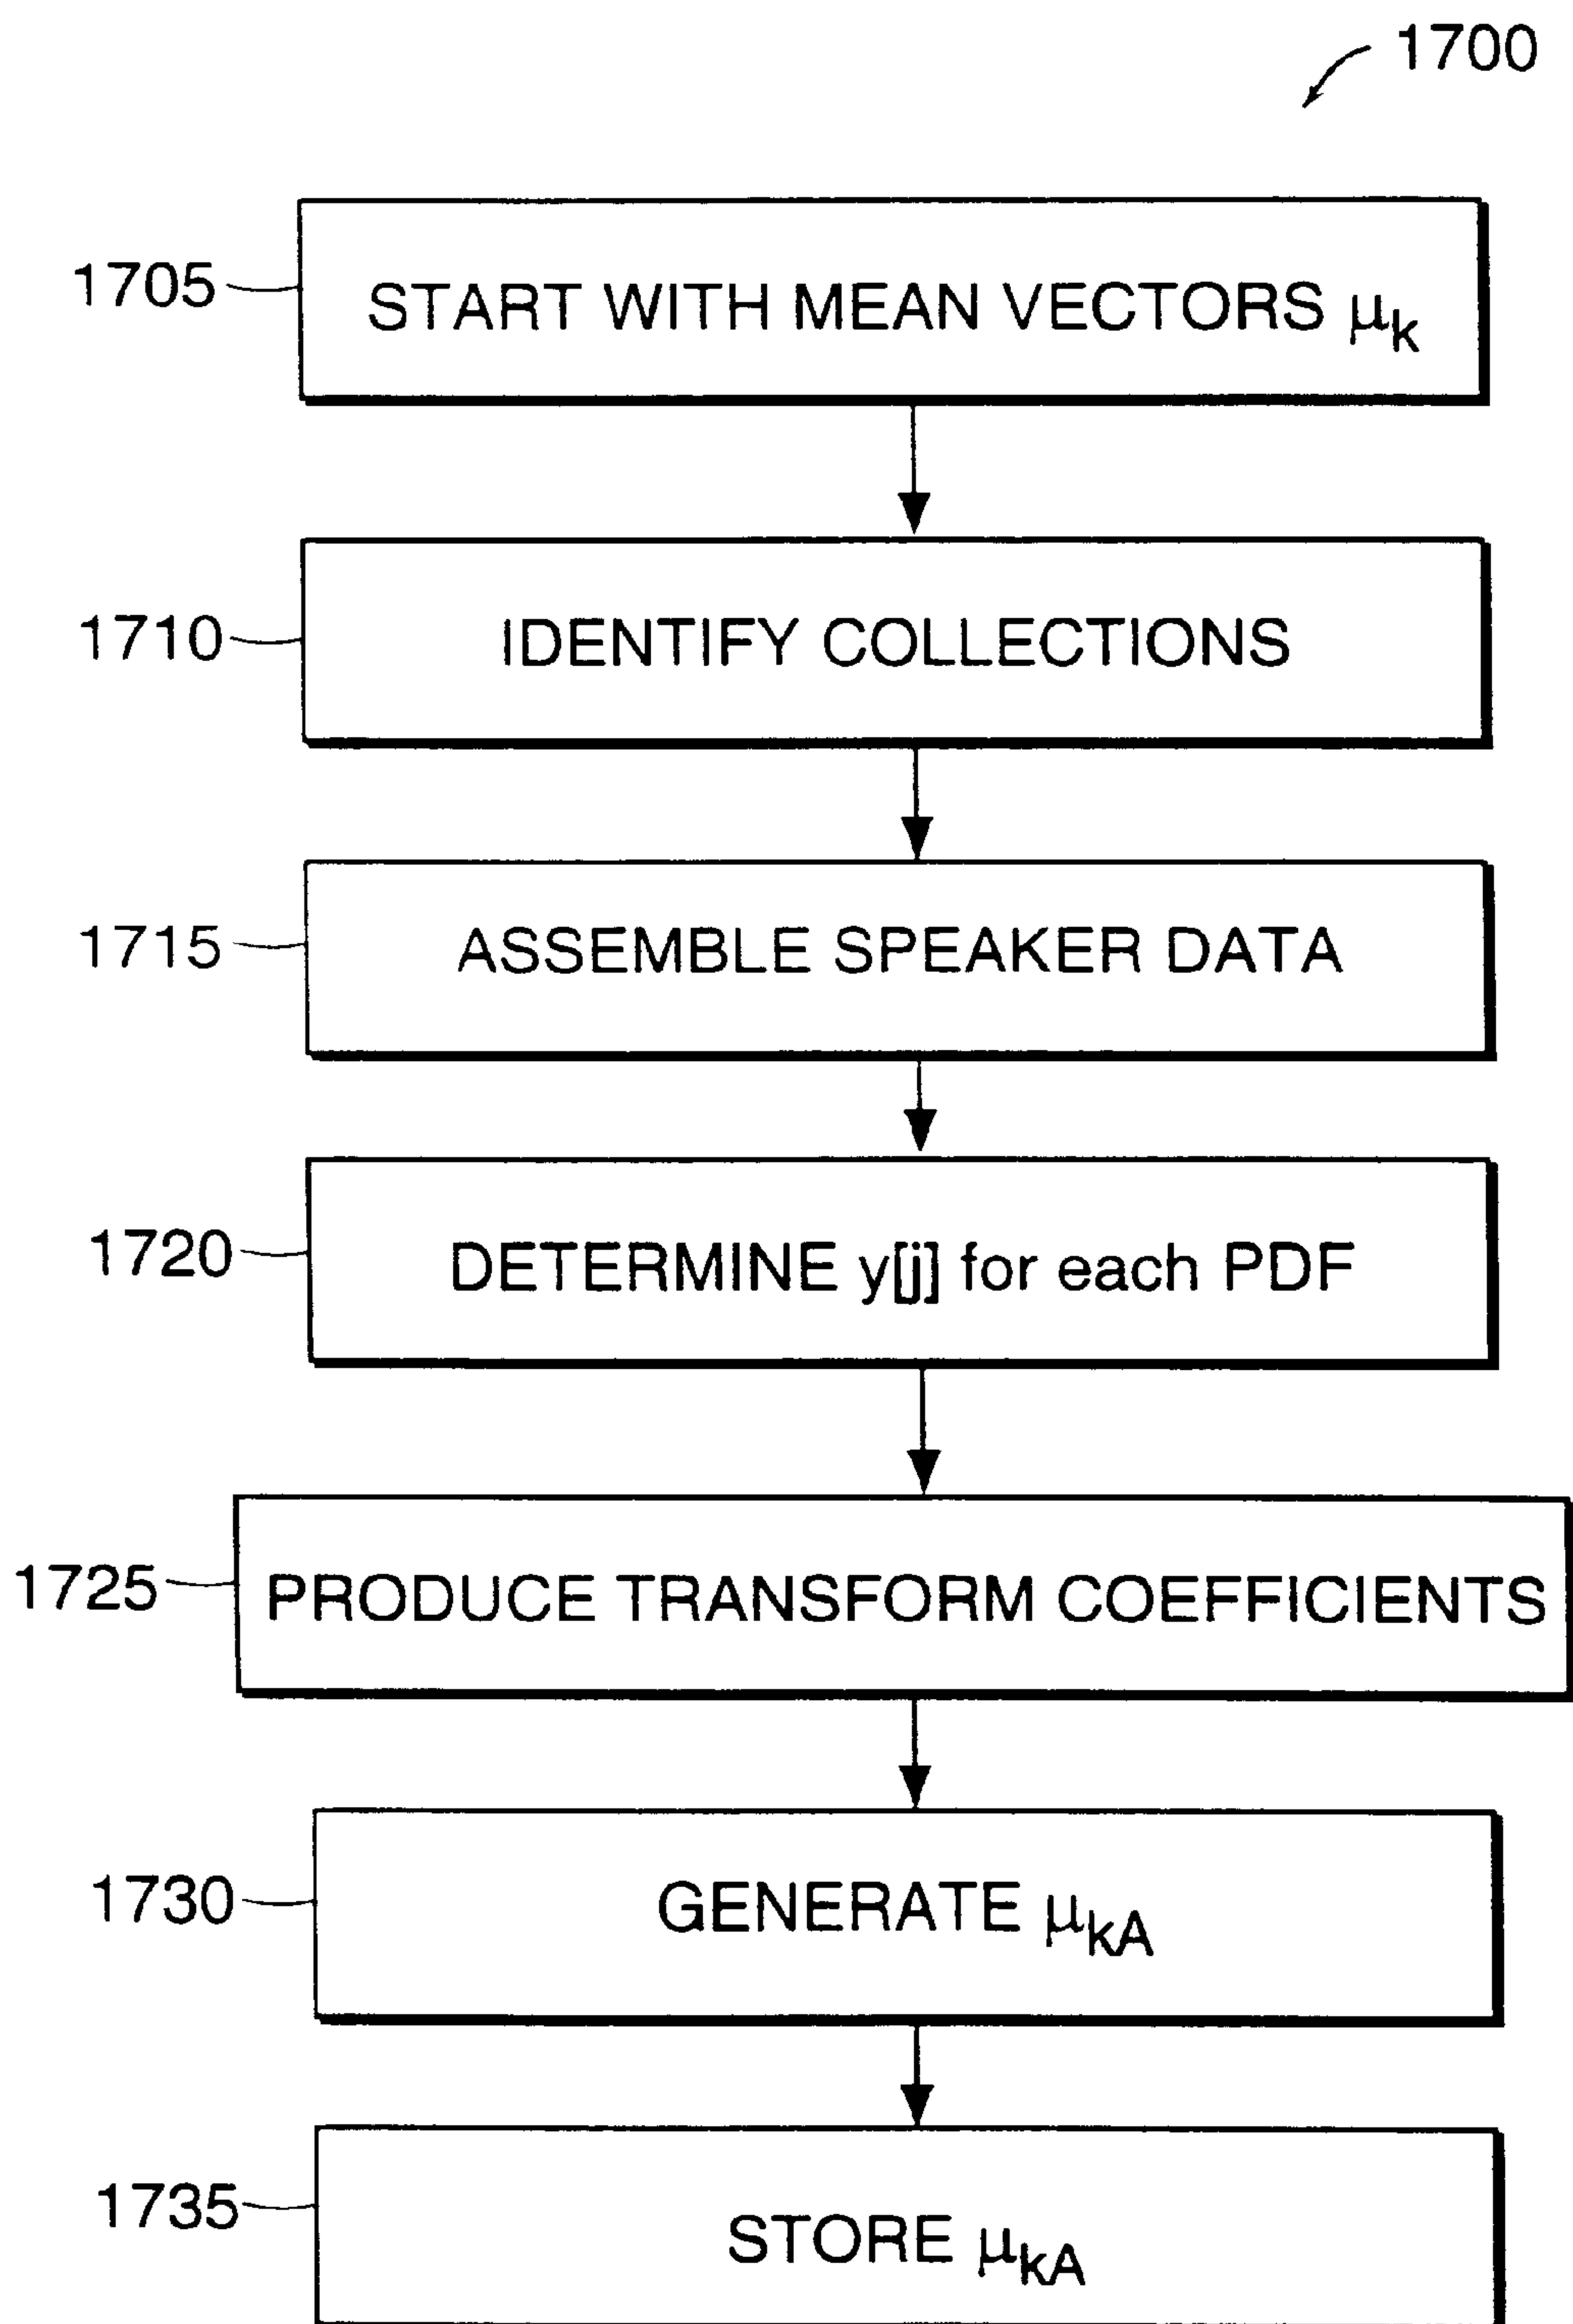 1700
1705 START WITH MEAN VECTORS μk
1710 IDENTIFY COLLECTIONS
1715 ASSEMBLE SPEAKER DATA
1720 DETERMINE y[j] for each PDF
1725 PRODUCE TRANSFORM COEFFICIENTS
1730 GENERATE μkA
1735 STORE μkA